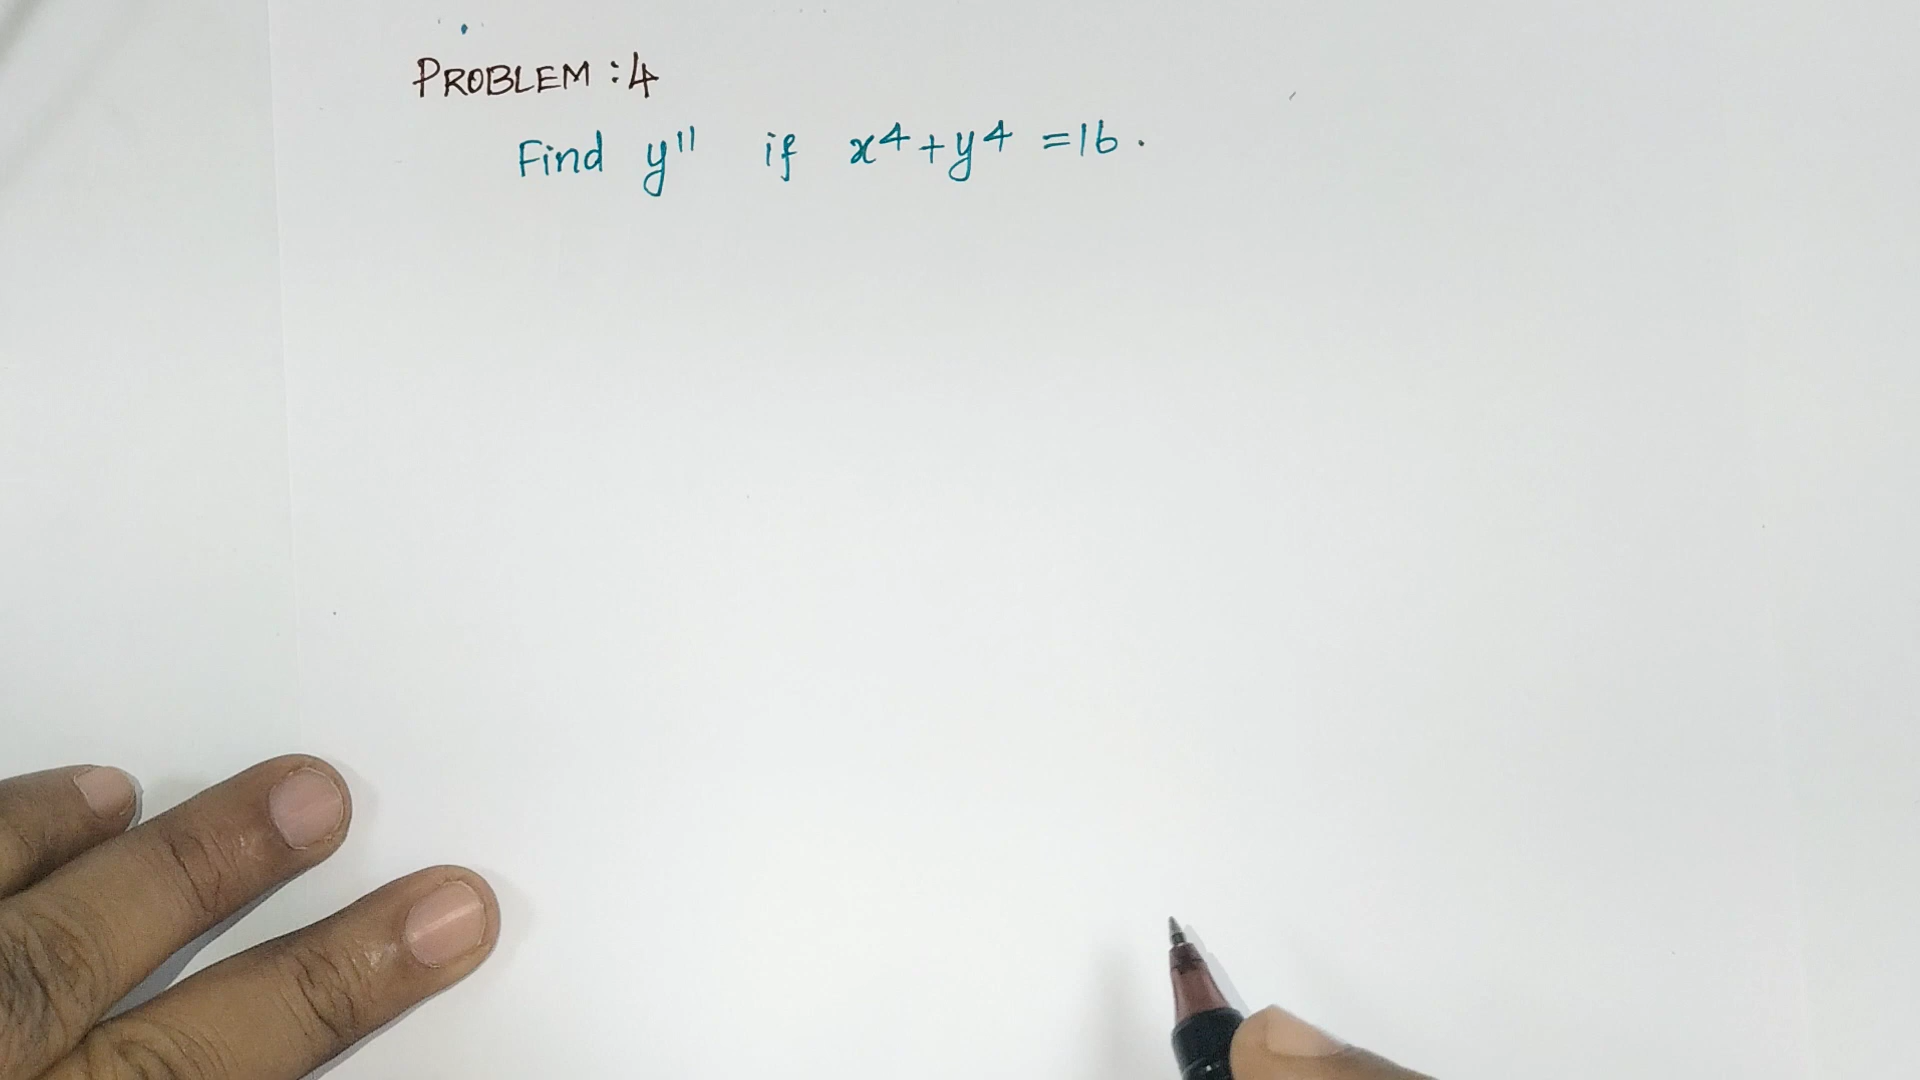 PROBLEM : 4
Find y'' if x⁴ + y⁴ = 16.